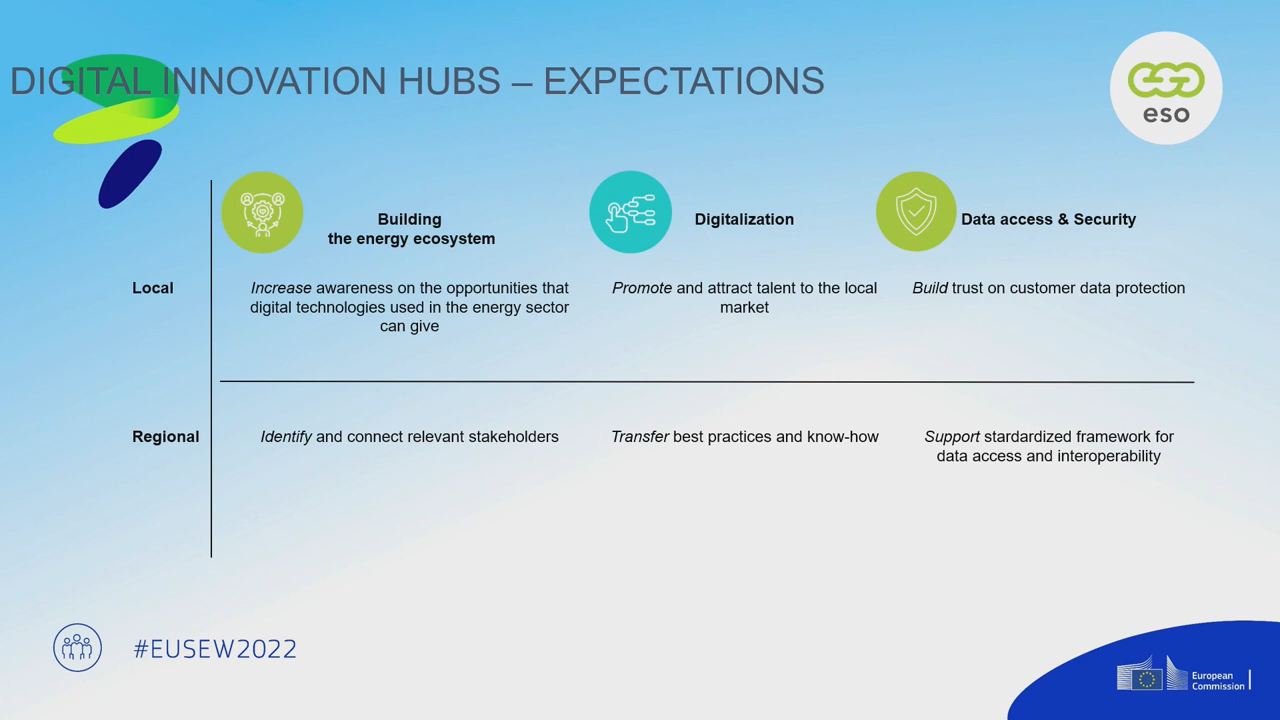 DIGITAL INNOVATION HUBS – EXPECTATIONS
eso
Building
the energy ecosystem
Digitalization
Data access & Security
Local
Increase awareness on the opportunities that
digital technologies used in the energy sector
can give
Promote and attract talent to the local
market
Build trust on customer data protection
Regional
Identify and connect relevant stakeholders
Transfer best practices and know-how
Support stardardized framework for
data access and interoperability
#EUSEW2022
European
Commission